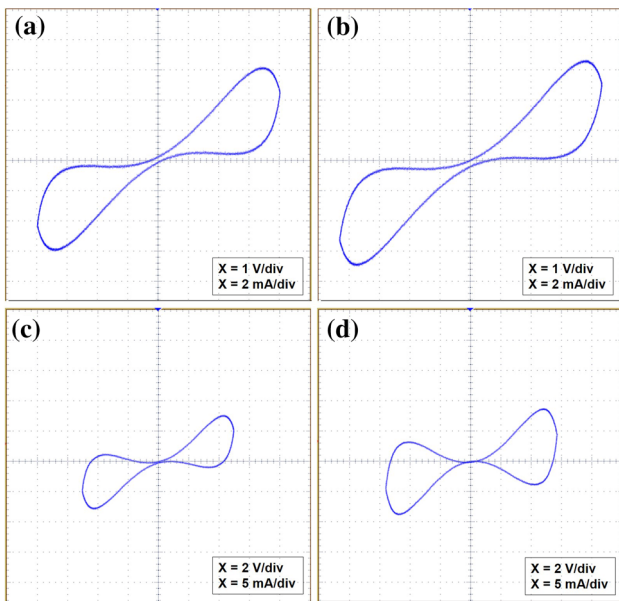 (a)
X = 1 V/div
X = 2 mA/div
(b)
X = 1 V/div
X = 2 mA/div
(c)
X = 2 V/div
X = 5 mA/div
(d)
X = 2 V/div
X = 5 mA/div